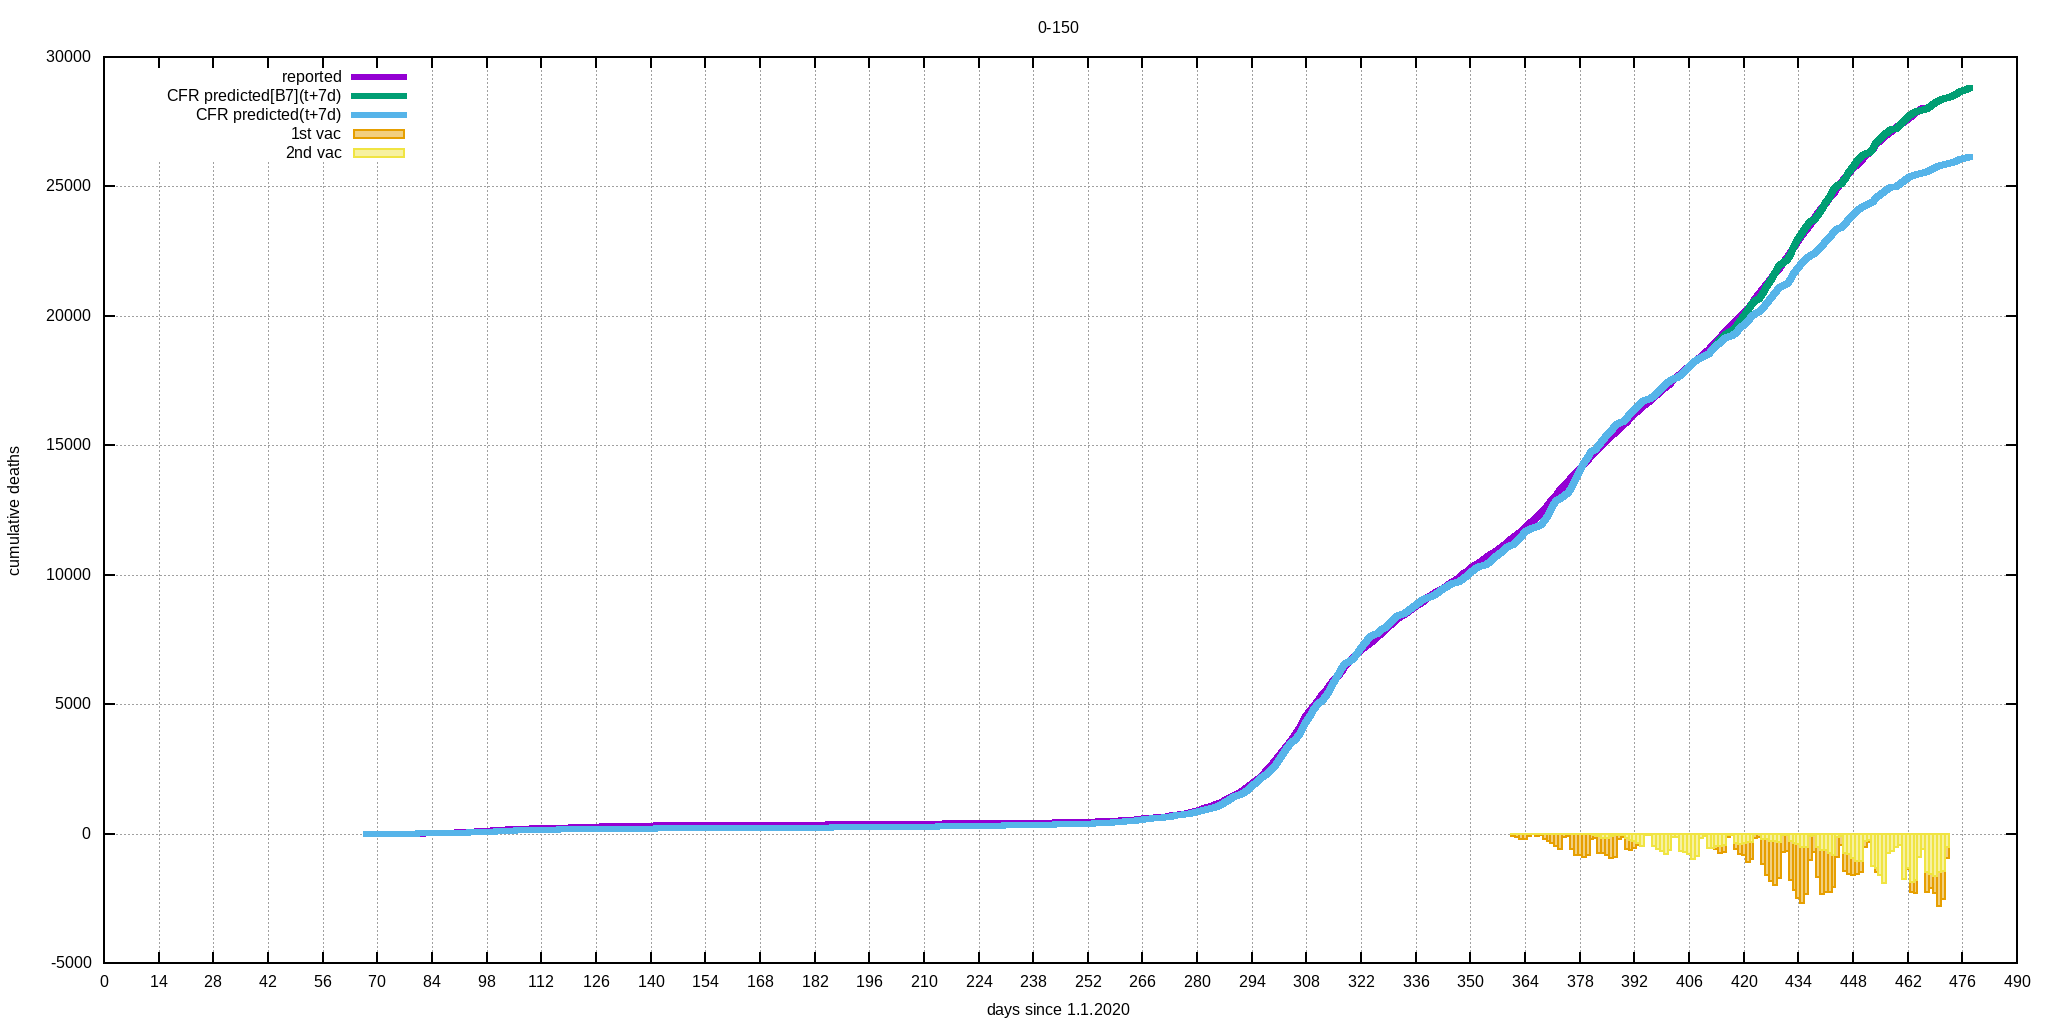 0-150
30000
25000
20000
15000
10000
5000
0
-5000
reported
CFR predicted[B7](t+7d)
CFR predicted(t+7d)
1st vac
2nd vac
cumulative deaths
0 14 28 42 56 70 84 98 112 126 140 154 168 182 196 210 224 238 252 266 280 294 308 322 336 350 364 378 392 406 420 434 448 462 476 490
days since 1.1.2020